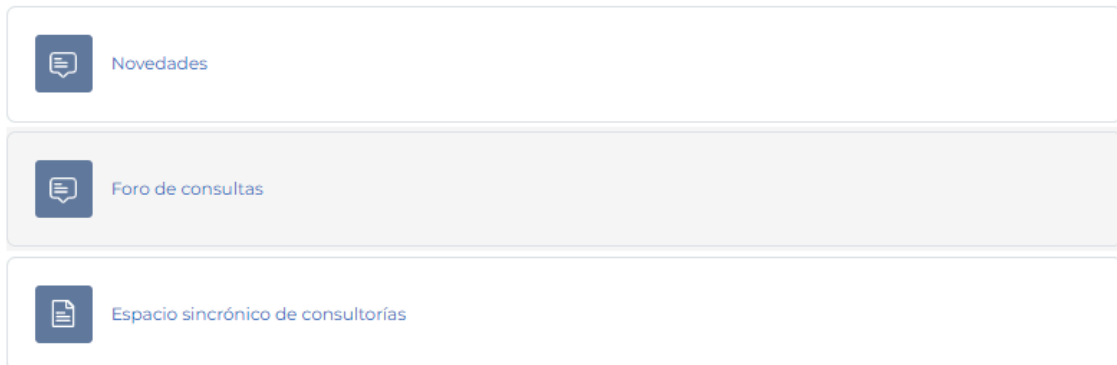 Novedades
Foro de consultas
Espacio sincrónico de consultorías